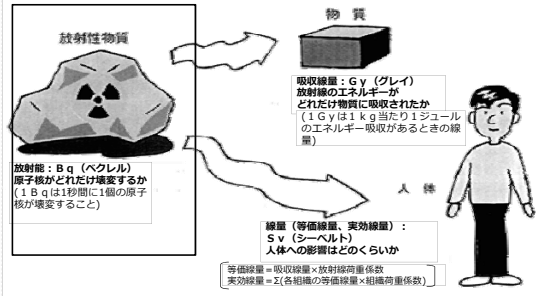 放射性物質
物 質
吸収線量：Ｇｙ（グレイ）
放射線のエネルギーが
どれだけ物質に吸収されたか
(１Ｇｙは１ｋｇ当たり１ジュール
のエネルギー吸収があるときの線
量)
放射能：Ｂｑ（ベクレル）
原子核がどれだけ壊変するか
(１Ｂｑは1秒間に1個の原子
核が壊変すること)
人 体
線量（等価線量、実効線量）：
Ｓｖ（シーベルト）
人体への影響はどのくらいか
等価線量＝吸収線量×放射線荷重係数
実効線量＝Σ(各組織の等価線量×組織荷重係数)